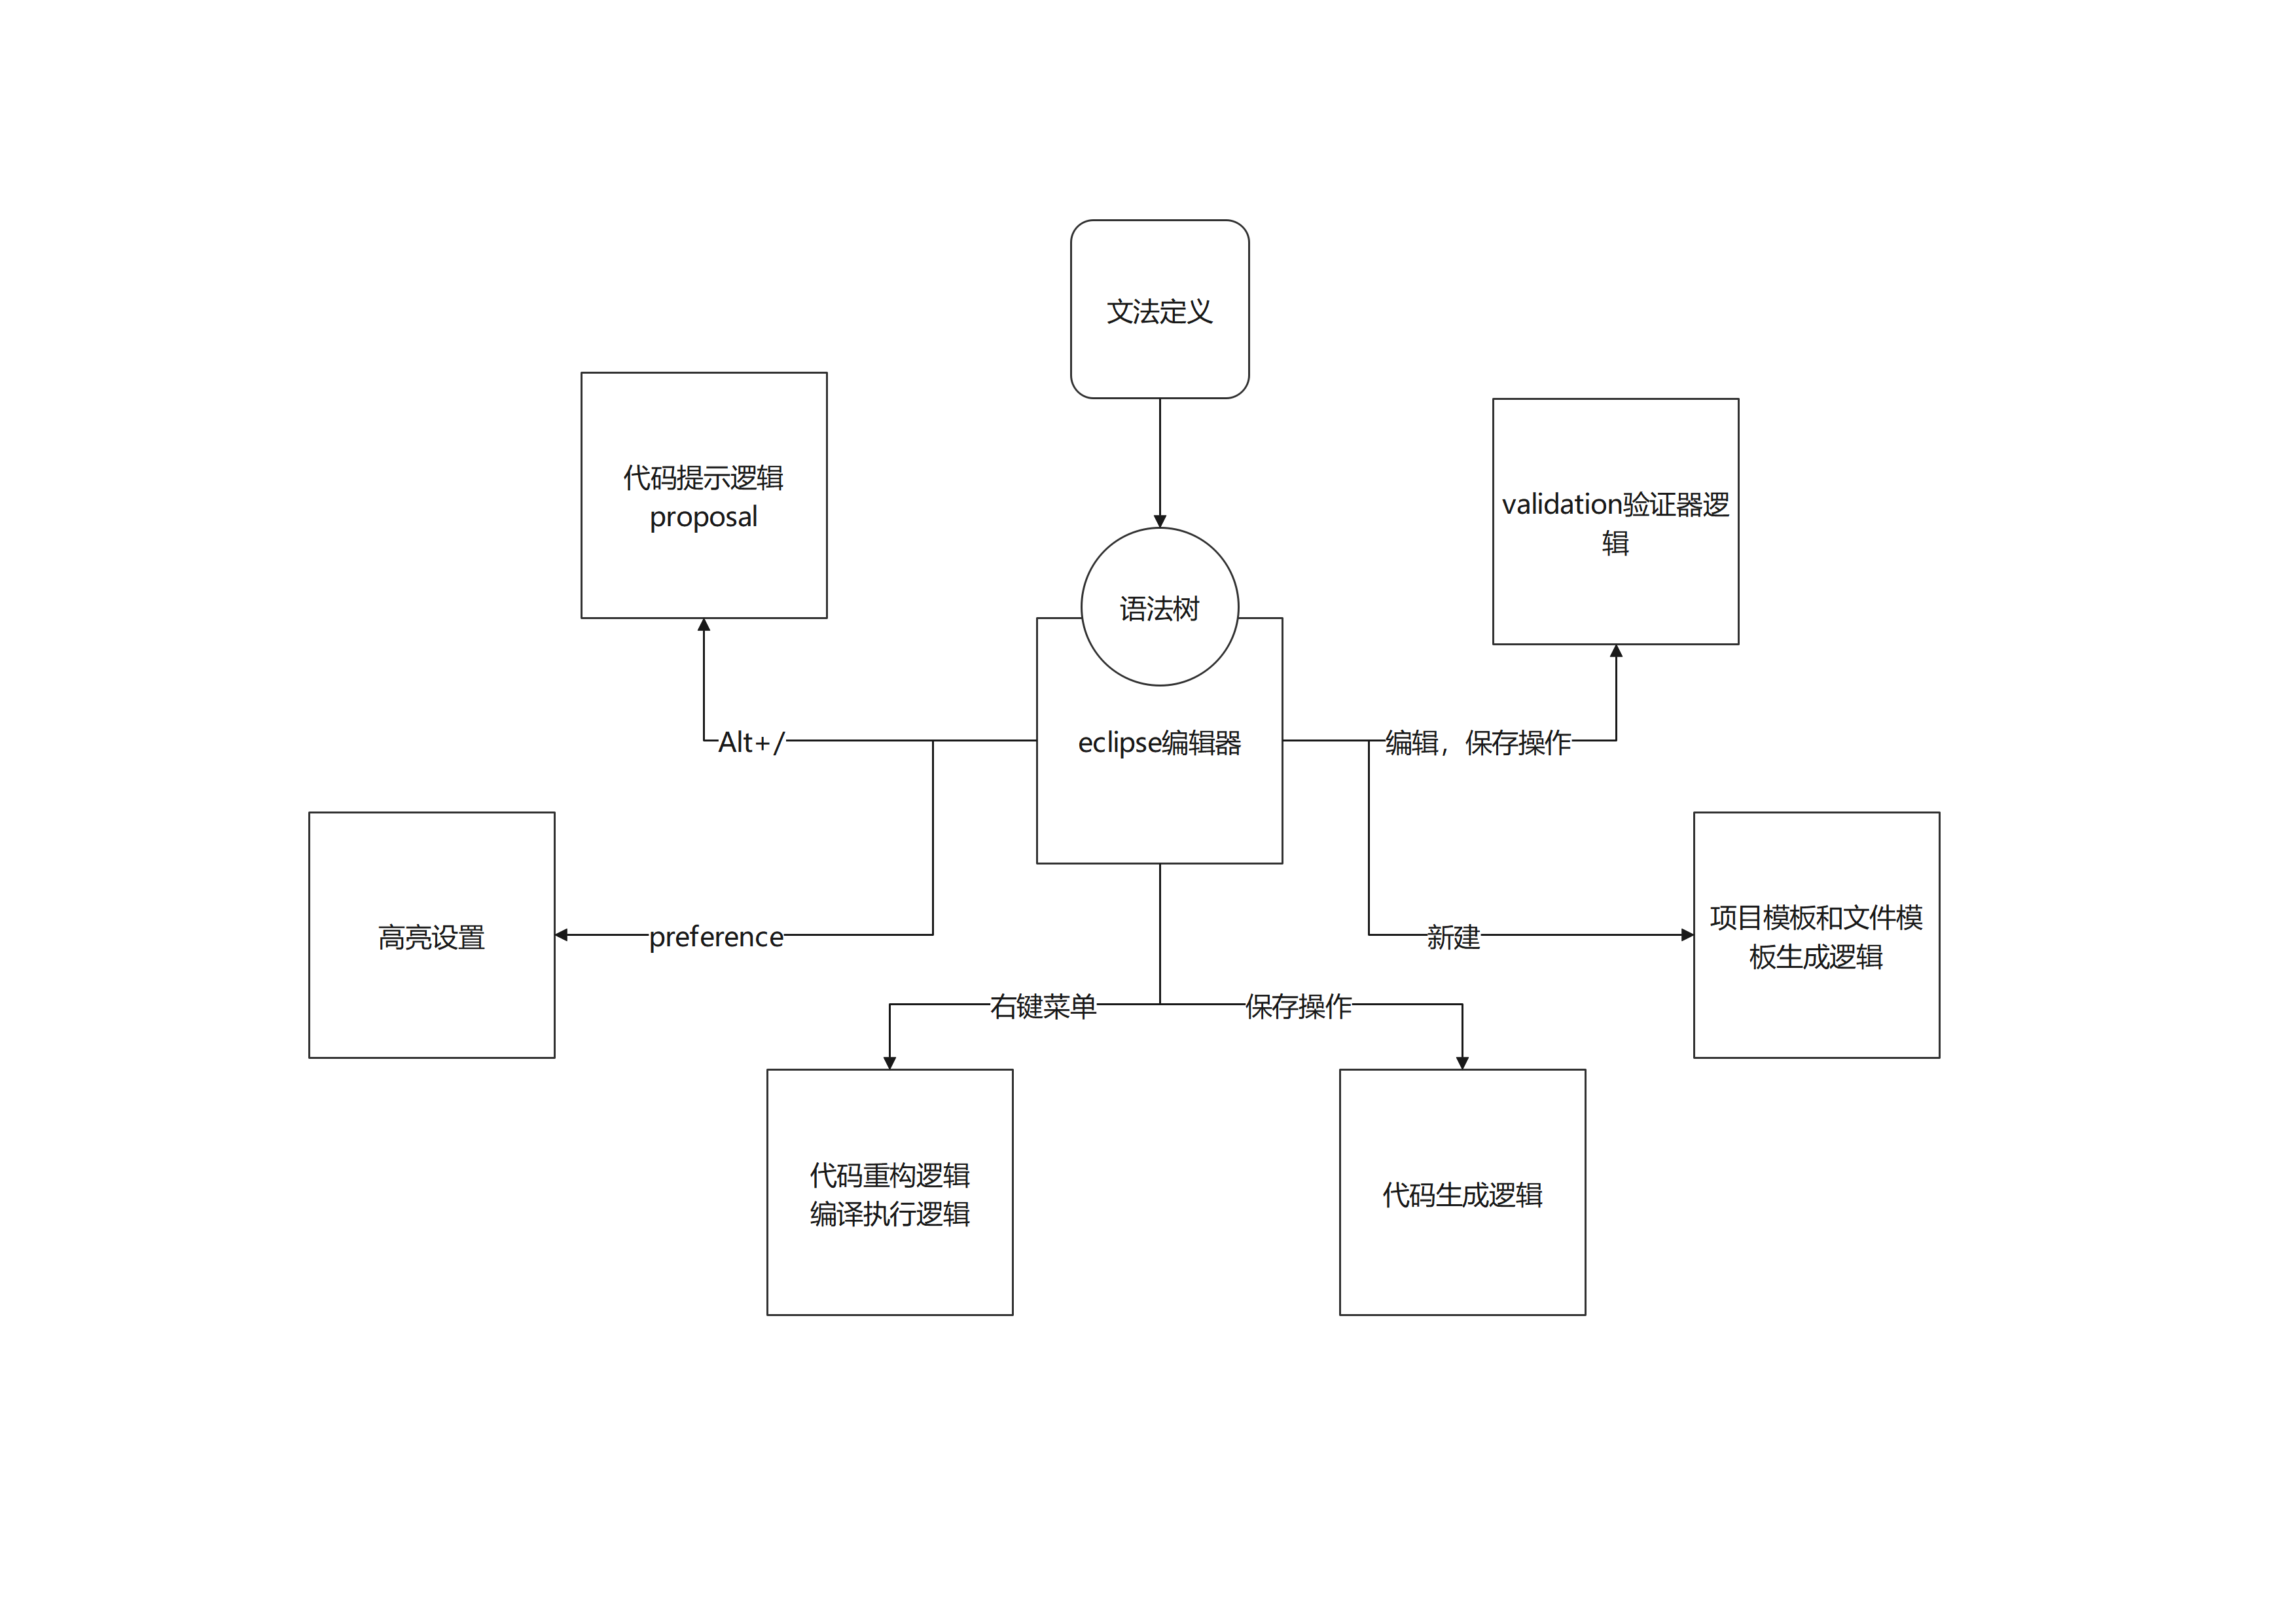 文法定义
代码提示逻辑
proposal
validation验证器逻
辑
语法树
eclipse编辑器
Alt+/
编辑，保存操作
高亮设置
preference
新建
项目模板和文件模
板生成逻辑
右键菜单
保存操作
代码重构逻辑
编译执行逻辑
代码生成逻辑